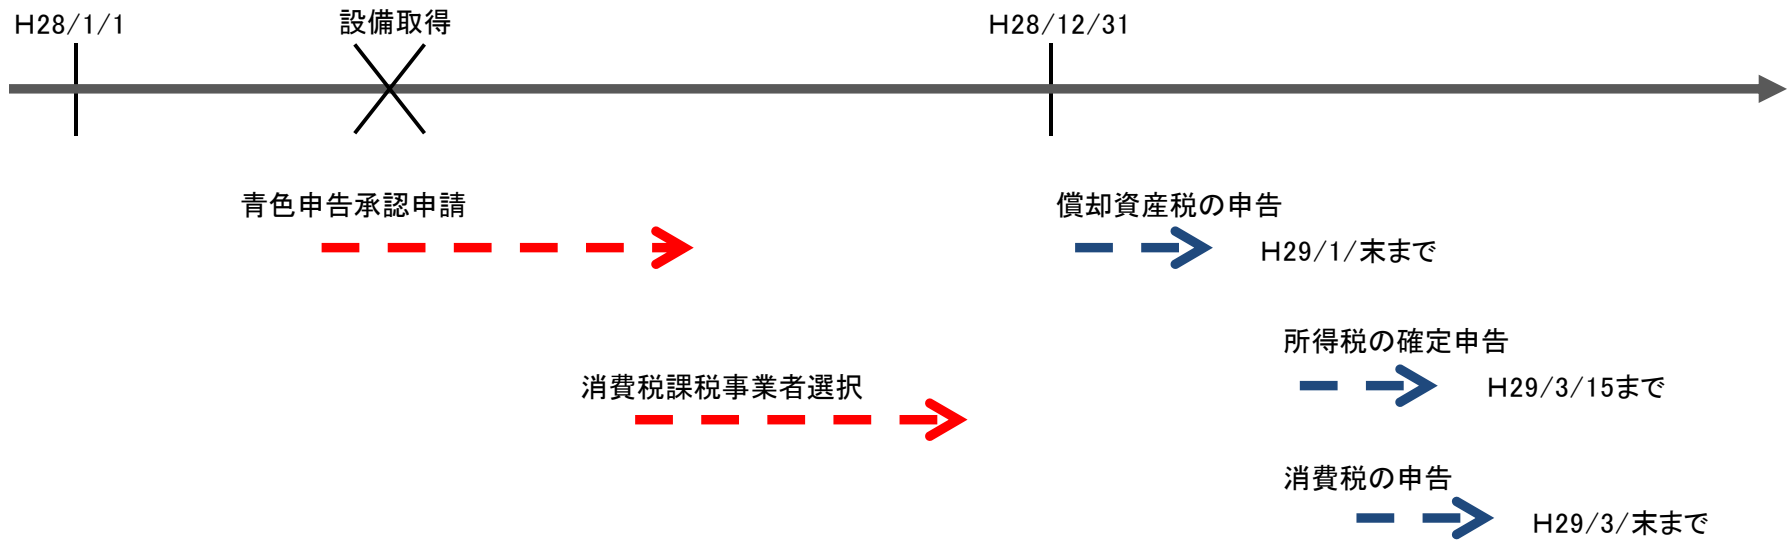 H28/1/1
設備取得
H28/12/31
青色申告承認申請
償却資産税の申告
H29/1/末まで
所得税の確定申告
消費税課税事業者選択
H29/3/15まで
消費税の申告
H29/3/末まで